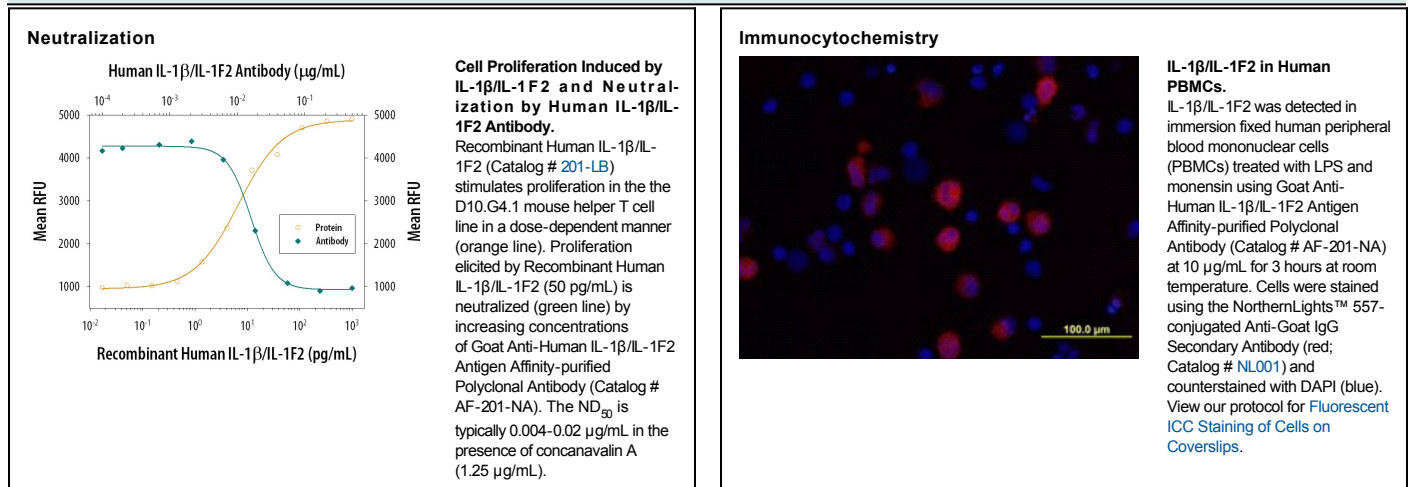 Neutralization
Human IL-1β/IL-1F2 Antibody (μg/mL)
10-4 10-3 10-2 10-1
5000 5000
4000 4000
3000 3000
2000 2000
1000 1000
Mean RFU
Mean RFU
Protein
Antibody
10-2 10-1 100 101 102 103
Recombinant Human IL-1β/IL-1F2 (pg/mL)
Cell Proliferation Induced by
IL-1β/IL-1F2 and Neutral-
ization by Human IL-1β/IL-
1F2 Antibody.
Recombinant Human IL-1β/IL-
1F2 (Catalog # 201-LB)
stimulates proliferation in the the
D10.G4.1 mouse helper T cell
line in a dose-dependent manner
(orange line). Proliferation
elicited by Recombinant Human
IL-1β/IL-1F2 (50 pg/mL) is
neutralized (green line) by
increasing concentrations
of Goat Anti-Human IL-1β/IL-1F2
Antigen Affinity-purified
Polyclonal Antibody (Catalog #
AF-201-NA). The ND50 is
typically 0.004-0.02 µg/mL in the
presence of concanavalin A
(1.25 µg/mL).
Immunocytochemistry
100.0 µm
IL-1β/IL-1F2 in Human
PBMCs.
IL-1β/IL-1F2 was detected in
immersion fixed human peripheral
blood mononuclear cells
(PBMCs) treated with LPS and
monensin using Goat Anti-
Human IL-1β/IL-1F2 Antigen
Affinity-purified Polyclonal
Antibody (Catalog # AF-201-NA)
at 10 µg/mL for 3 hours at room
temperature. Cells were stained
using the NorthernLights™ 557-
conjugated Anti-Goat IgG
Secondary Antibody (red;
Catalog # NL001) and
counterstained with DAPI (blue).
View our protocol for Fluorescent
ICC Staining of Cells on
Coverslips.